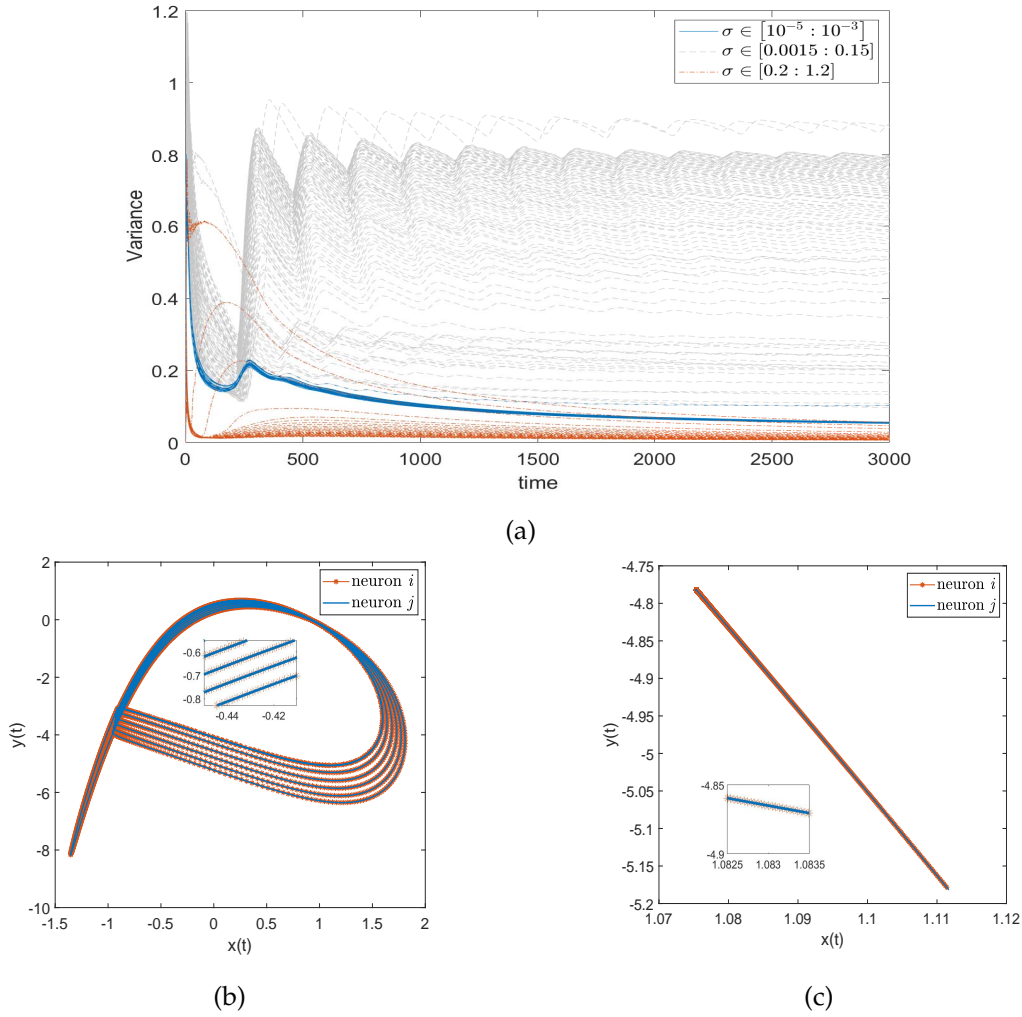 1.2
1
0.8
0.6
0.4
0.2
0
Variance
σ ∈ [10⁻⁵ : 10⁻³]
σ ∈ [0.0015 : 0.15]
σ ∈ [0.2 : 1.2]
0 500 1000 1500 2000 2500 3000
time
(a)
2
0
-2
-4
-6
-8
-10
y(t)
neuron i
neuron j
-0.6
-0.7
-0.8
-0.44 -0.42
-1.5 -1 -0.5 0 0.5 1 1.5 2
x(t)
(b)
-4.75
-4.8
-4.85
-4.9
-4.95
-5
-5.05
-5.1
-5.15
-5.2
y(t)
neuron i
neuron j
-4.85
-4.9
1.0825 1.083 1.0835
1.07 1.08 1.09 1.1 1.11 1.12
x(t)
(c)